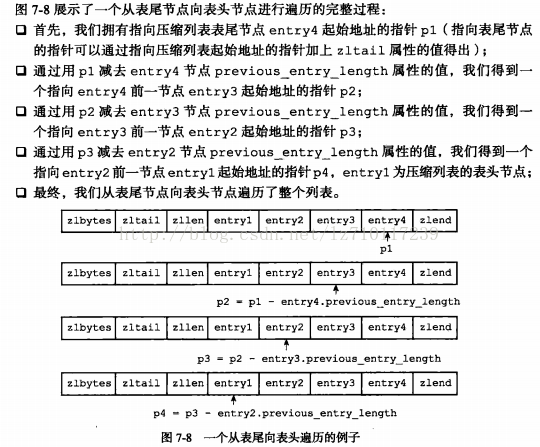 图 7-8 展示了一个从表尾节点向表头节点进行遍历的完整过程：
❑ 首先，我们拥有指向压缩列表表尾节点 entry4 起始地址的指针 p1（指向表尾节点
的指针可以通过指向压缩列表起始地址的指针加上 zltail 属性的值得出）；
❑ 通过用 p1 减去 entry4 节点 previous_entry_length 属性的值，我们得到一个
指向 entry4 前一节点 entry3 起始地址的指针 p2；
❑ 通过用 p2 减去 entry3 节点 previous_entry_length 属性的值，我们得到一个
指向 entry3 前一节点 entry2 起始地址的指针 p3；
❑ 通过用 p3 减去 entry2 节点 previous_entry_length 属性的值，我们得到一个
指向 entry2 前一节点 entry1 起始地址的指针 p4，entry1 为压缩列表的表头节点；
❑ 最终，我们从表尾节点向表头节点遍历了整个列表。
zlbytes zltail zllen entry1 entry2 entry3 entry4 zlend
p1
zlbytes zltail zllen entry1 entry2 entry3 entry4 zlend
p2 = p1 - entry4.previous_entry_length
zlbytes zltail zllen entry1 entry2 entry3 entry4 zlend
p3 = p2 - entry3.previous_entry_length
zlbytes zltail zllen entry1 entry2 entry3 entry4 zlend
p4 = p3 - entry2.previous_entry_length
图 7-8 一个从表尾向表头遍历的例子